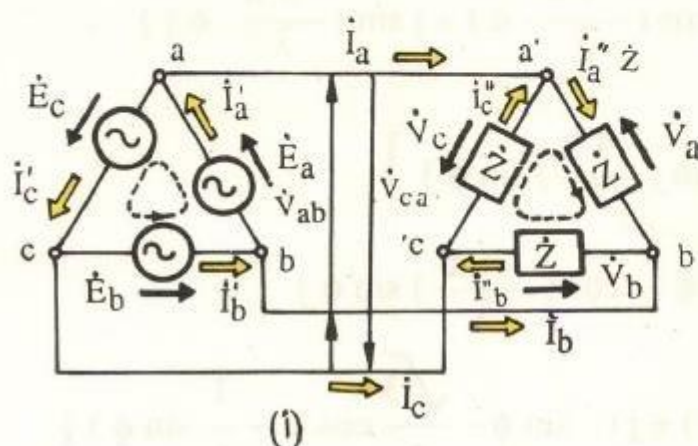 a İa a' İa'' Ż
Ėc İa' İc'' V̇c V̇a
Ėa Ż Ż
İc' V̇ab V̇ca
c b 'c Ż b
Ėb İb' İ''b V̇b
İb
İc
(i)